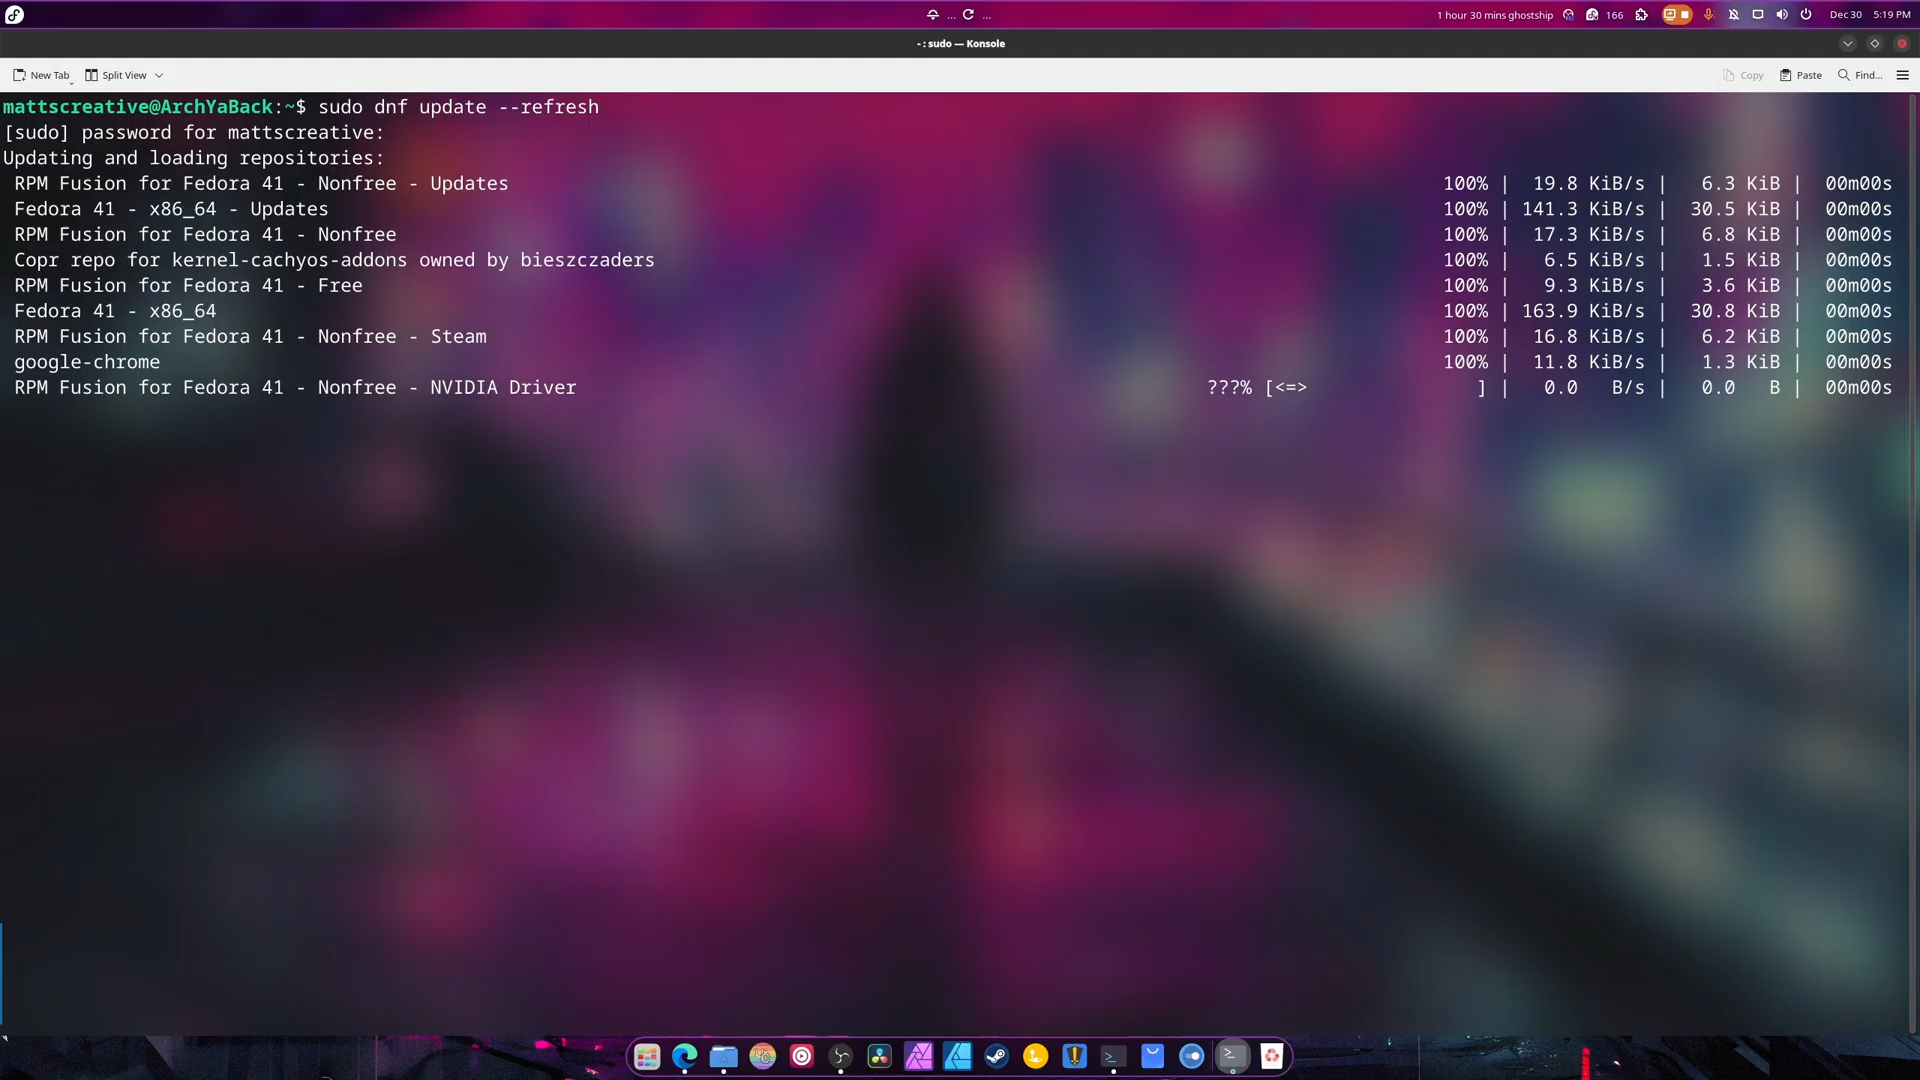 ... ...
1 hour 30 mins ghostship 166 Dec 30 5:19 PM
- : sudo — Konsole
New Tab Split View Copy Paste Find...
mattscreative@ArchYaBack:~$ sudo dnf update --refresh
[sudo] password for mattscreative:
Updating and loading repositories:
RPM Fusion for Fedora 41 - Nonfree - Updates 100% | 19.8 KiB/s | 6.3 KiB | 00m00s
Fedora 41 - x86_64 - Updates 100% | 141.3 KiB/s | 30.5 KiB | 00m00s
RPM Fusion for Fedora 41 - Nonfree 100% | 17.3 KiB/s | 6.8 KiB | 00m00s
Copr repo for kernel-cachyos-addons owned by bieszczaders 100% | 6.5 KiB/s | 1.5 KiB | 00m00s
RPM Fusion for Fedora 41 - Free 100% | 9.3 KiB/s | 3.6 KiB | 00m00s
Fedora 41 - x86_64 100% | 163.9 KiB/s | 30.8 KiB | 00m00s
RPM Fusion for Fedora 41 - Nonfree - Steam 100% | 16.8 KiB/s | 6.2 KiB | 00m00s
google-chrome 100% | 11.8 KiB/s | 1.3 KiB | 00m00s
RPM Fusion for Fedora 41 - Nonfree - NVIDIA Driver ???% [<=> ] | 0.0 B/s | 0.0 B | 00m00s